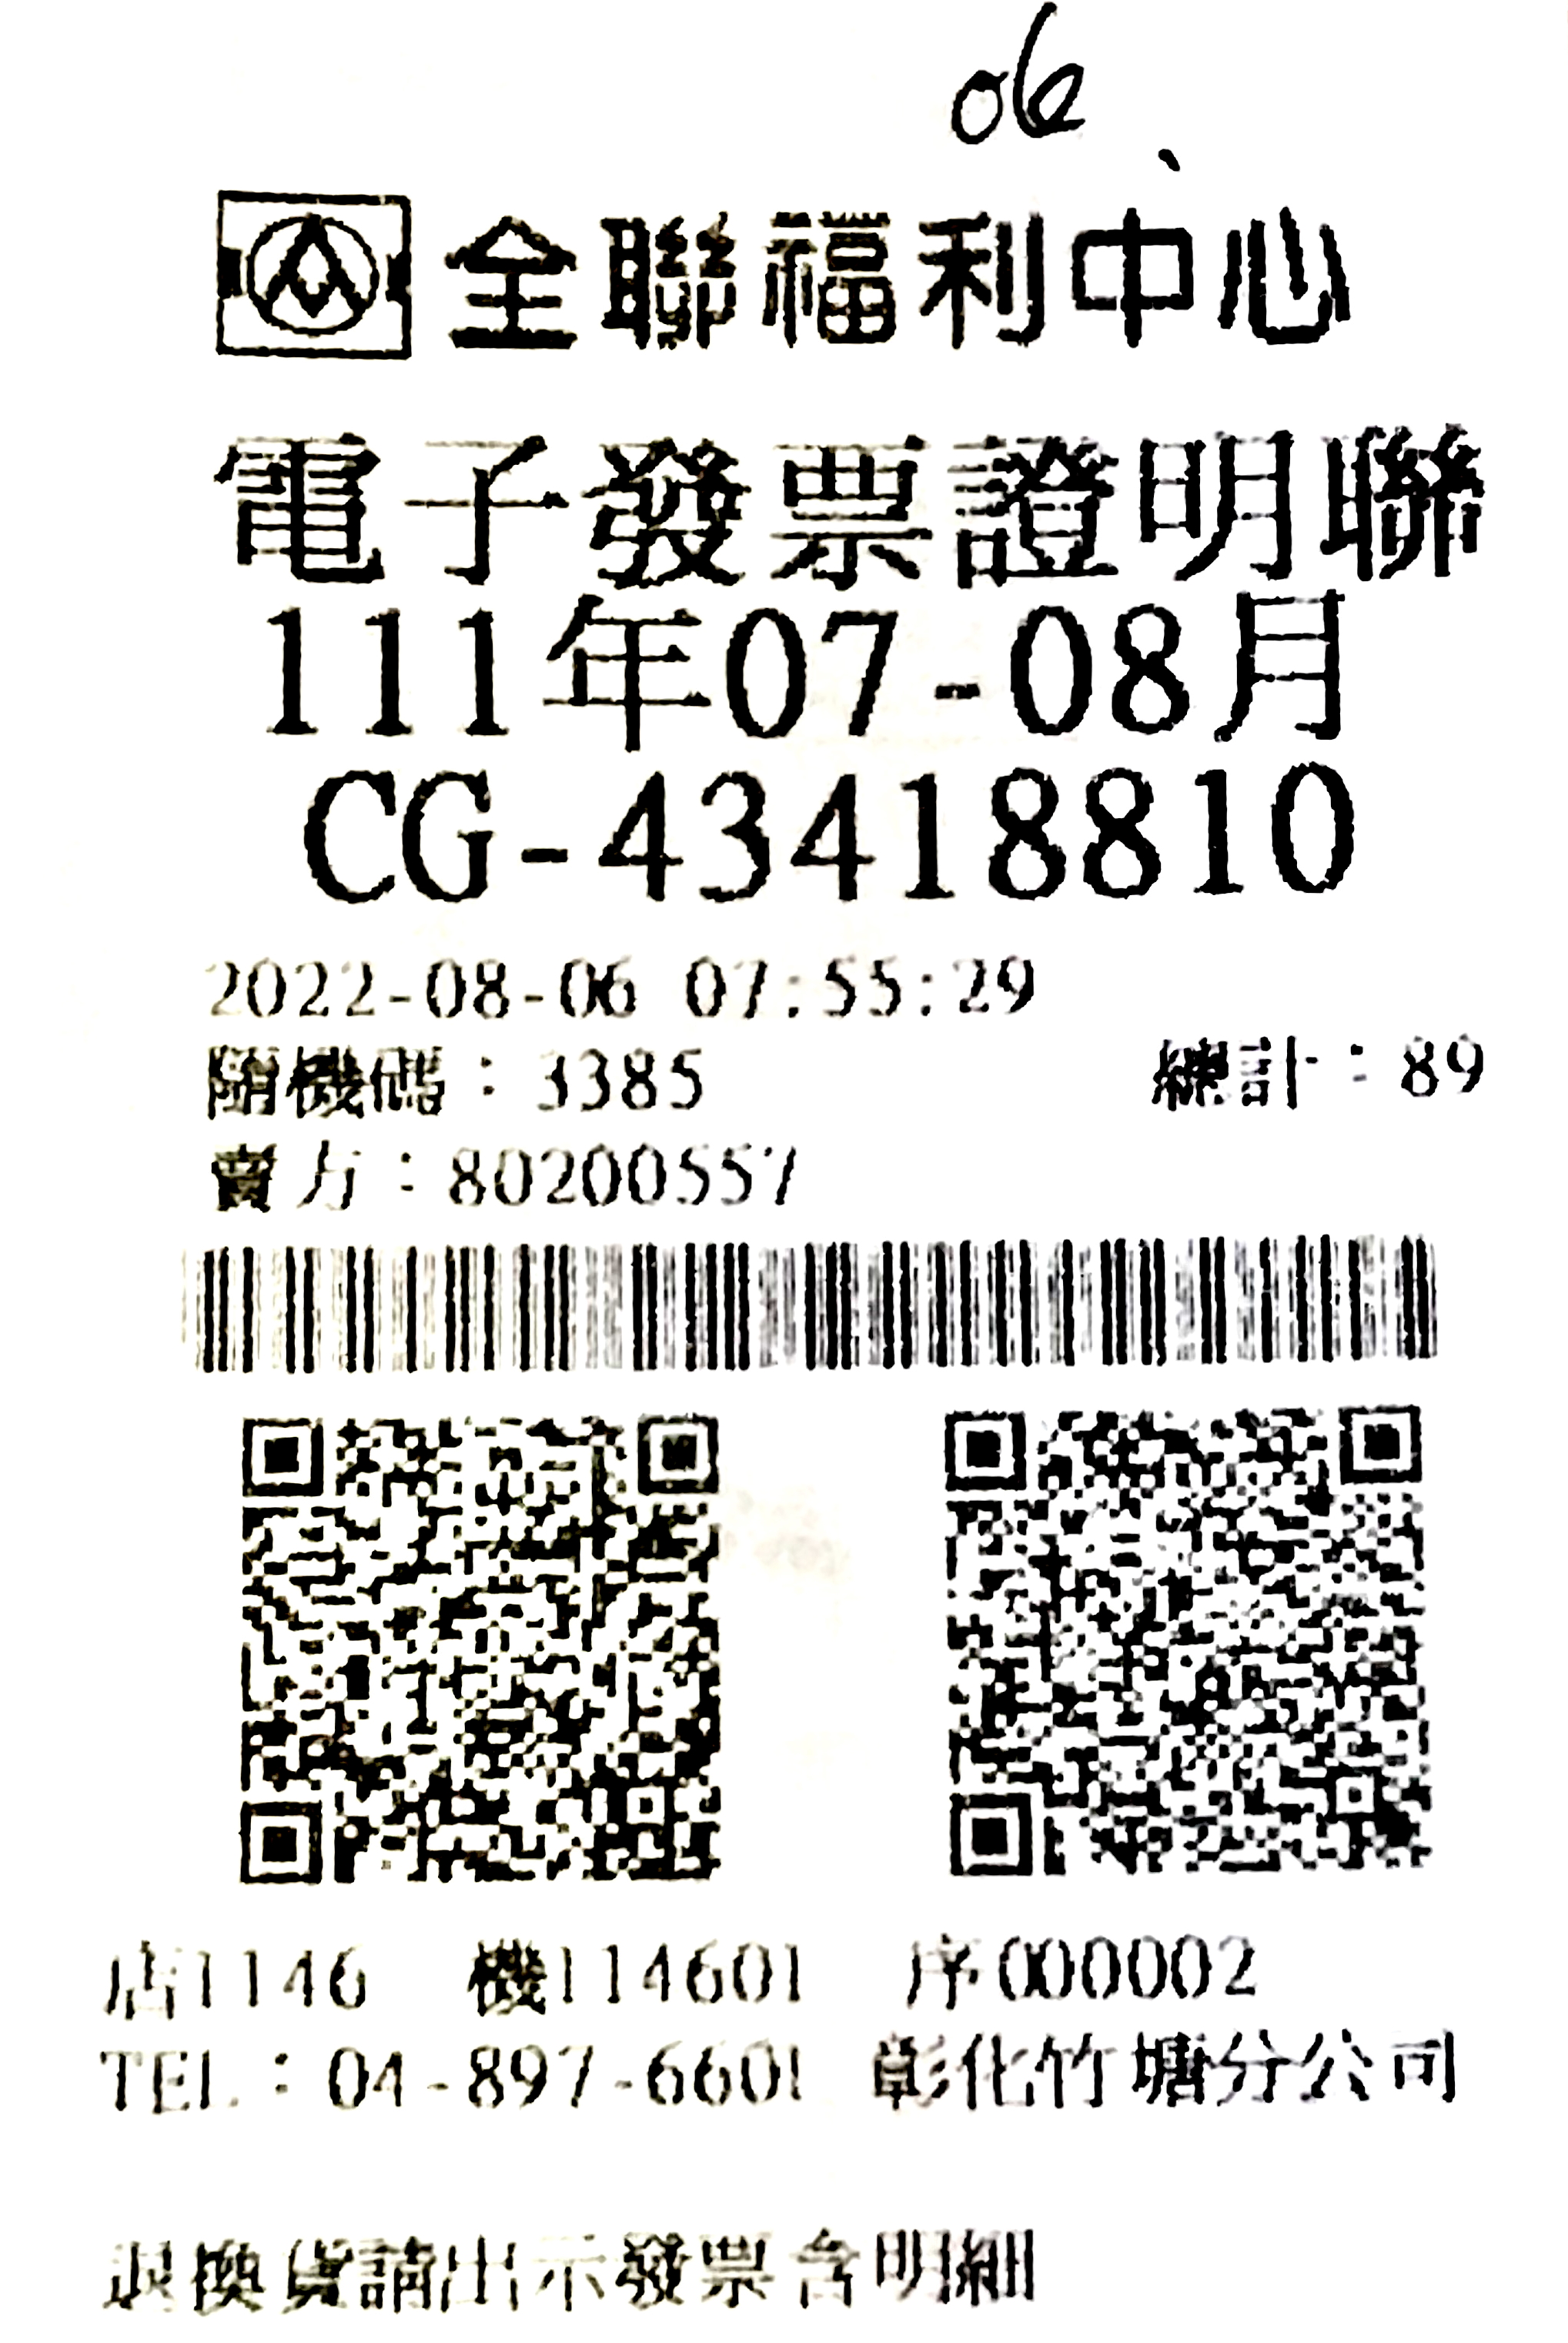 06
全聯福利中心
電子發票證明聯
111年07-08月
CG-43418810
2022-08-06 07:55:29
隨機碼：3385 總計：89
賣方：80200557
店1146 機114601 序000002
TEL：04-897-6601 彰化竹塘分公司
退換貨請出示發票含明細